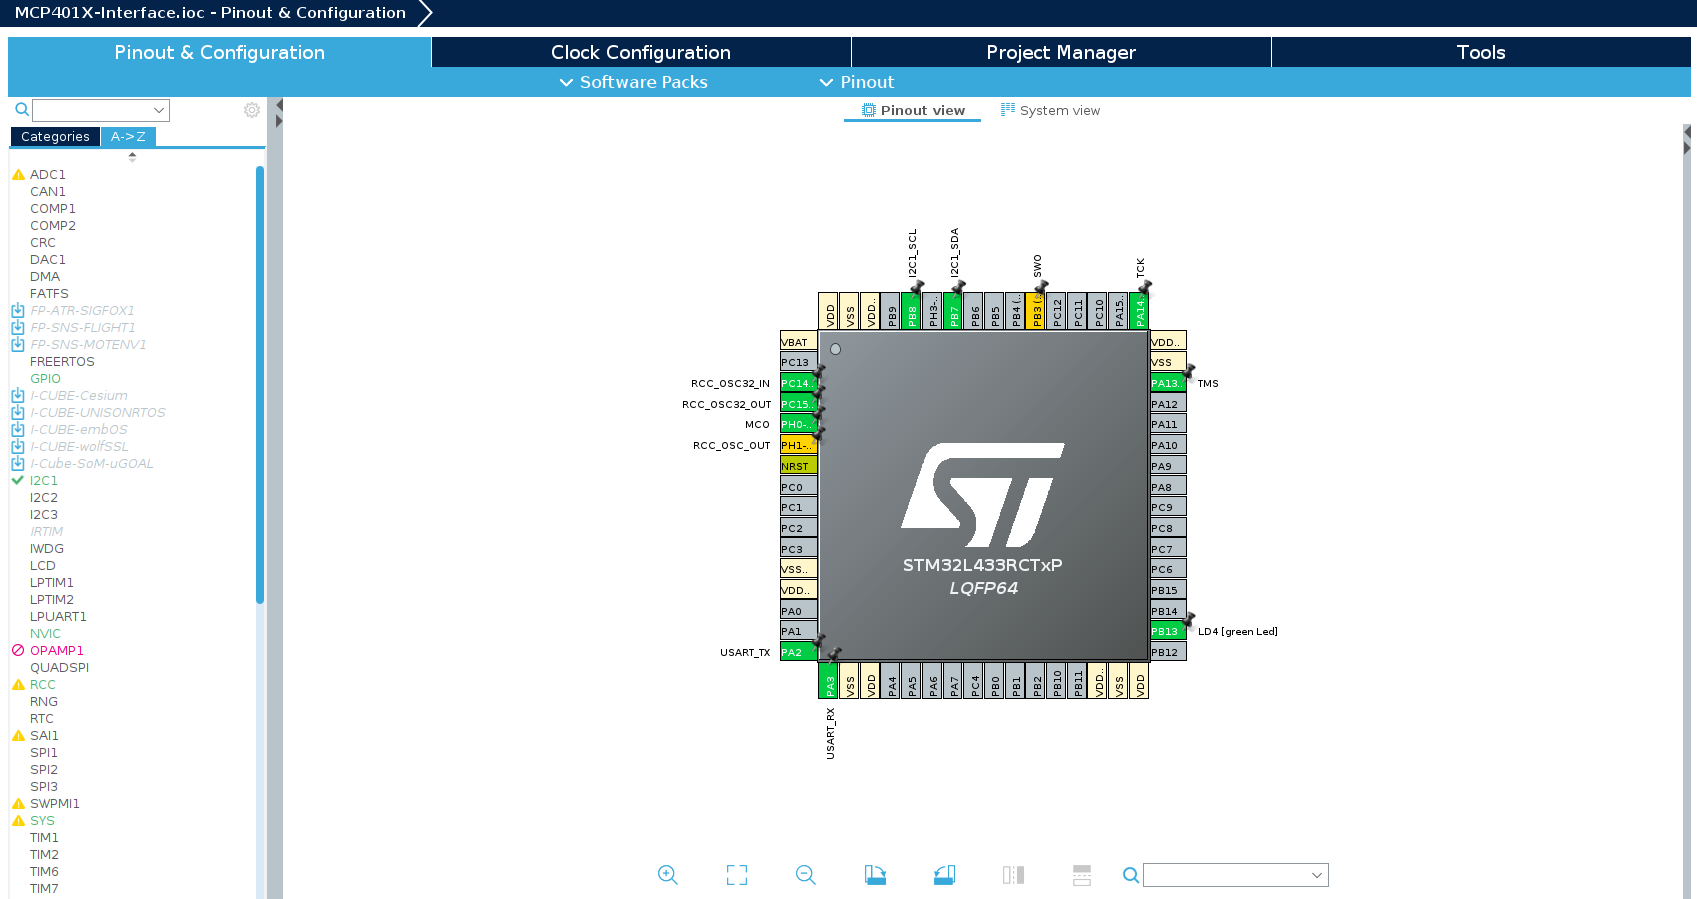 MCP401X-Interface.ioc - Pinout & Configuration
Pinout & Configuration
Clock Configuration
Project Manager
Tools
Software Packs
Pinout
Pinout view
System view
Categories
A->Z
ADC1
CAN1
COMP1
COMP2
CRC
DAC1
DMA
FATFS
FP-ATR-SIGFOX1
FP-SNS-FLIGHT1
FP-SNS-MOTENV1
FREERTOS
GPIO
I-CUBE-Cesium
I-CUBE-UNISONRTOS
I-CUBE-embOS
I-CUBE-wolfSSL
I-Cube-SoM-uGOAL
I2C1
I2C2
I2C3
IRTIM
IWDG
LCD
LPTIM1
LPTIM2
LPUART1
NVIC
OPAMP1
QUADSPI
RCC
RNG
RTC
SAI1
SPI1
SPI2
SPI3
SWPMI1
SYS
TIM1
TIM2
TIM6
TIM7
I2C1_SCL
I2C1_SDA
SWO
TCK
VDD
VSS
VDD..
PB9
PB8
PH3-..
PB7
PB6
PB5
PB4 (..
PB3 (..
PC12
PC11
PC10
PA15..
PA14..
VBAT
PC13
RCC_OSC32_IN
PC14..
RCC_OSC32_OUT
PC15..
MCO
PH0-..
RCC_OSC_OUT
PH1-..
NRST
PC0
PC1
PC2
PC3
VSS..
VDD..
PA0
PA1
USART_TX
PA2
ST
STM32L433RCTxP
LQFP64
VDD..
VSS
PA13..
TMS
PA12
PA11
PA10
PA9
PA8
PC9
PC8
PC7
PC6
PB15
PB14
PB13
LD4 [green Led]
PB12
PA3
VSS
VDD
PA4
PA5
PA6
PA7
PC4
PB0
PB1
PB2
PB10
PB11
VDD..
VSS
VDD
USART_RX